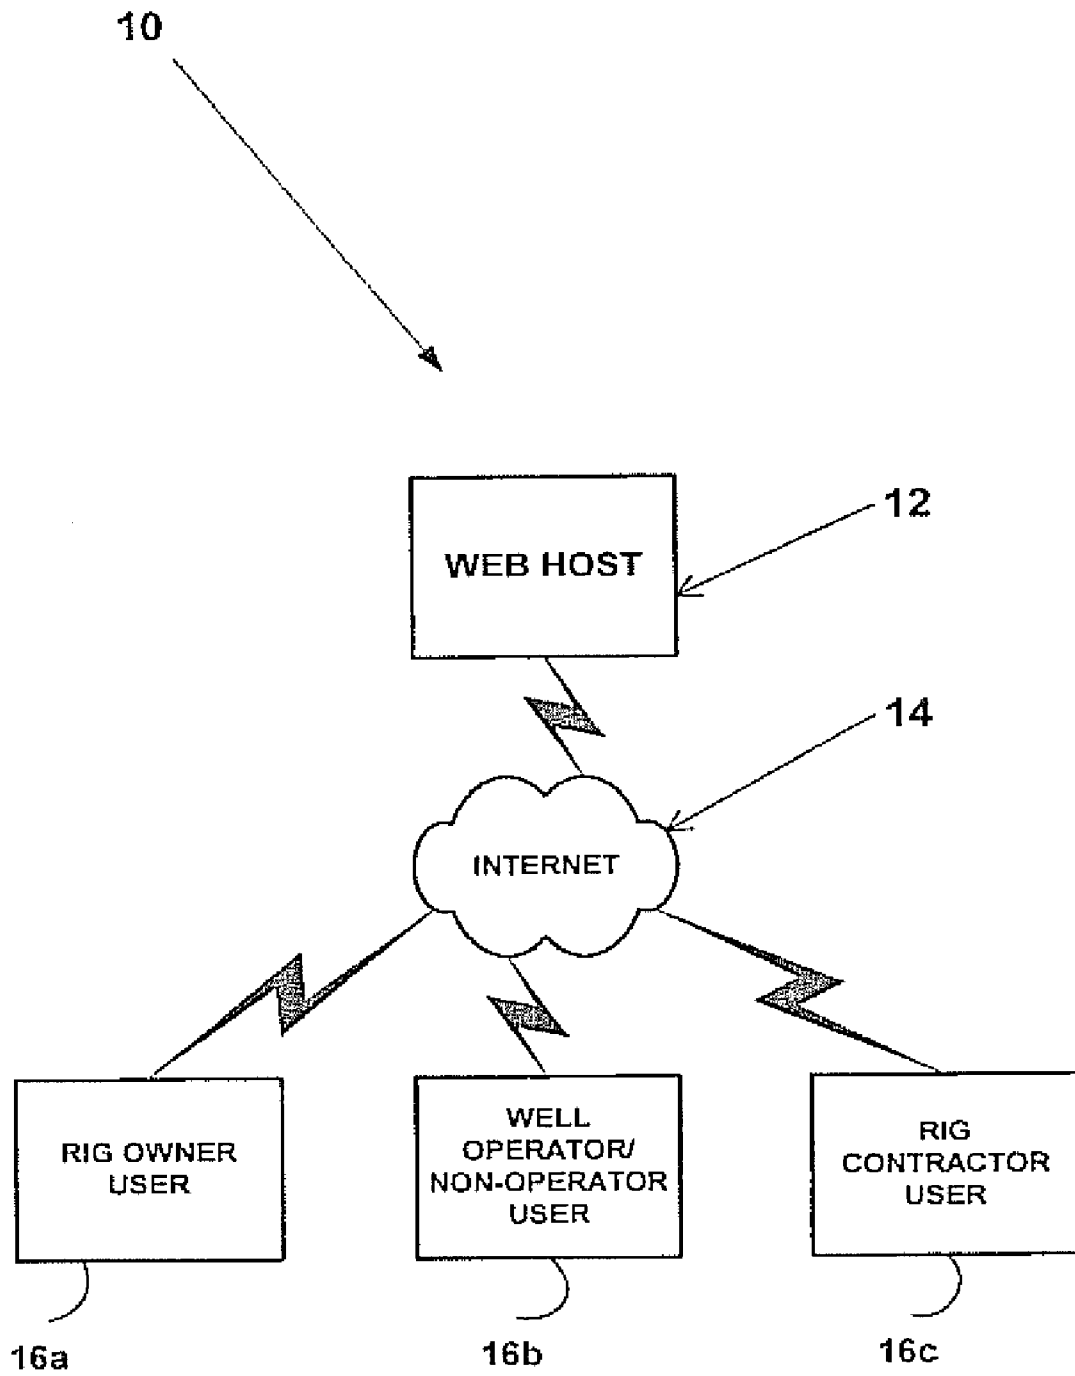 10
12
WEB HOST
14
INTERNET
RIG OWNER
USER
WELL
OPERATOR/
NON-OPERATOR
USER
RIG
CONTRACTOR
USER
16a
16b
16c